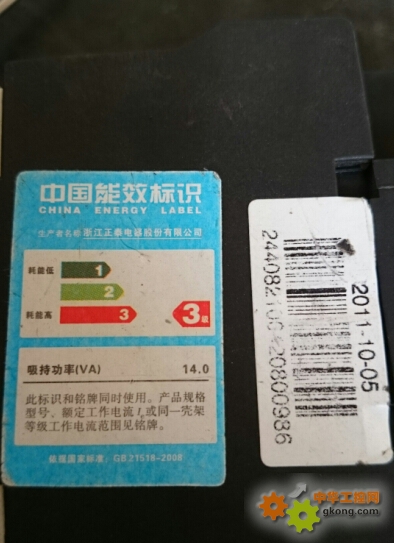 中国能效标识
CHINA ENERGY LABEL
生产者名称 浙江正泰电器股份有限公司
耗能低 1
2
耗能高 3
3级
吸持功率(VA) 14.0
此标识和铭牌同时使用。产品规格
型号、额定工作电流Iₑ或同一壳架
等级工作电流范围见铭牌。
依据国家标准：GB21518-2008
2011-10-05
中华工控网
gkong.com